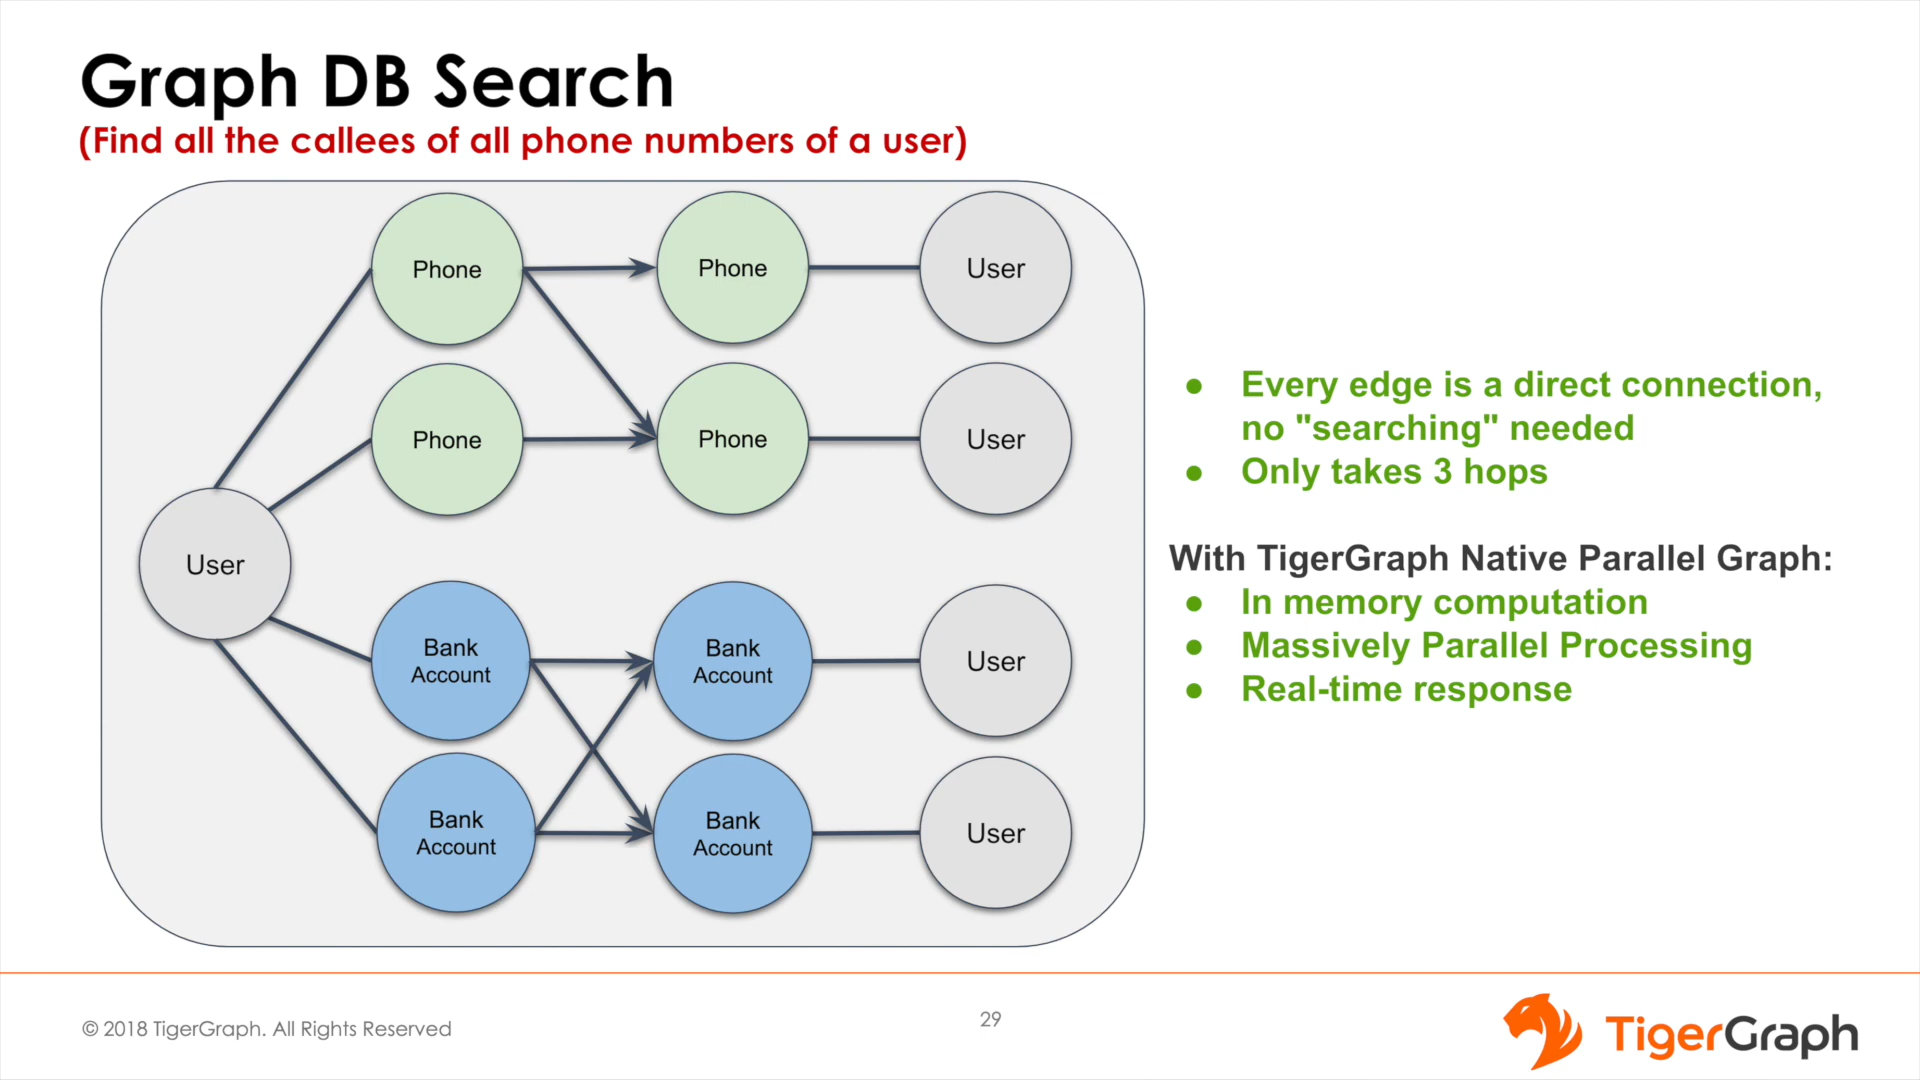 Graph DB Search
(Find all the callees of all phone numbers of a user)
Phone
Phone
User
Phone
Phone
User
User
Bank
Account
Bank
Account
User
Bank
Account
Bank
Account
User
● Every edge is a direct connection,
no "searching" needed
● Only takes 3 hops
With TigerGraph Native Parallel Graph:
● In memory computation
● Massively Parallel Processing
● Real-time response
© 2018 TigerGraph. All Rights Reserved
29
TigerGraph